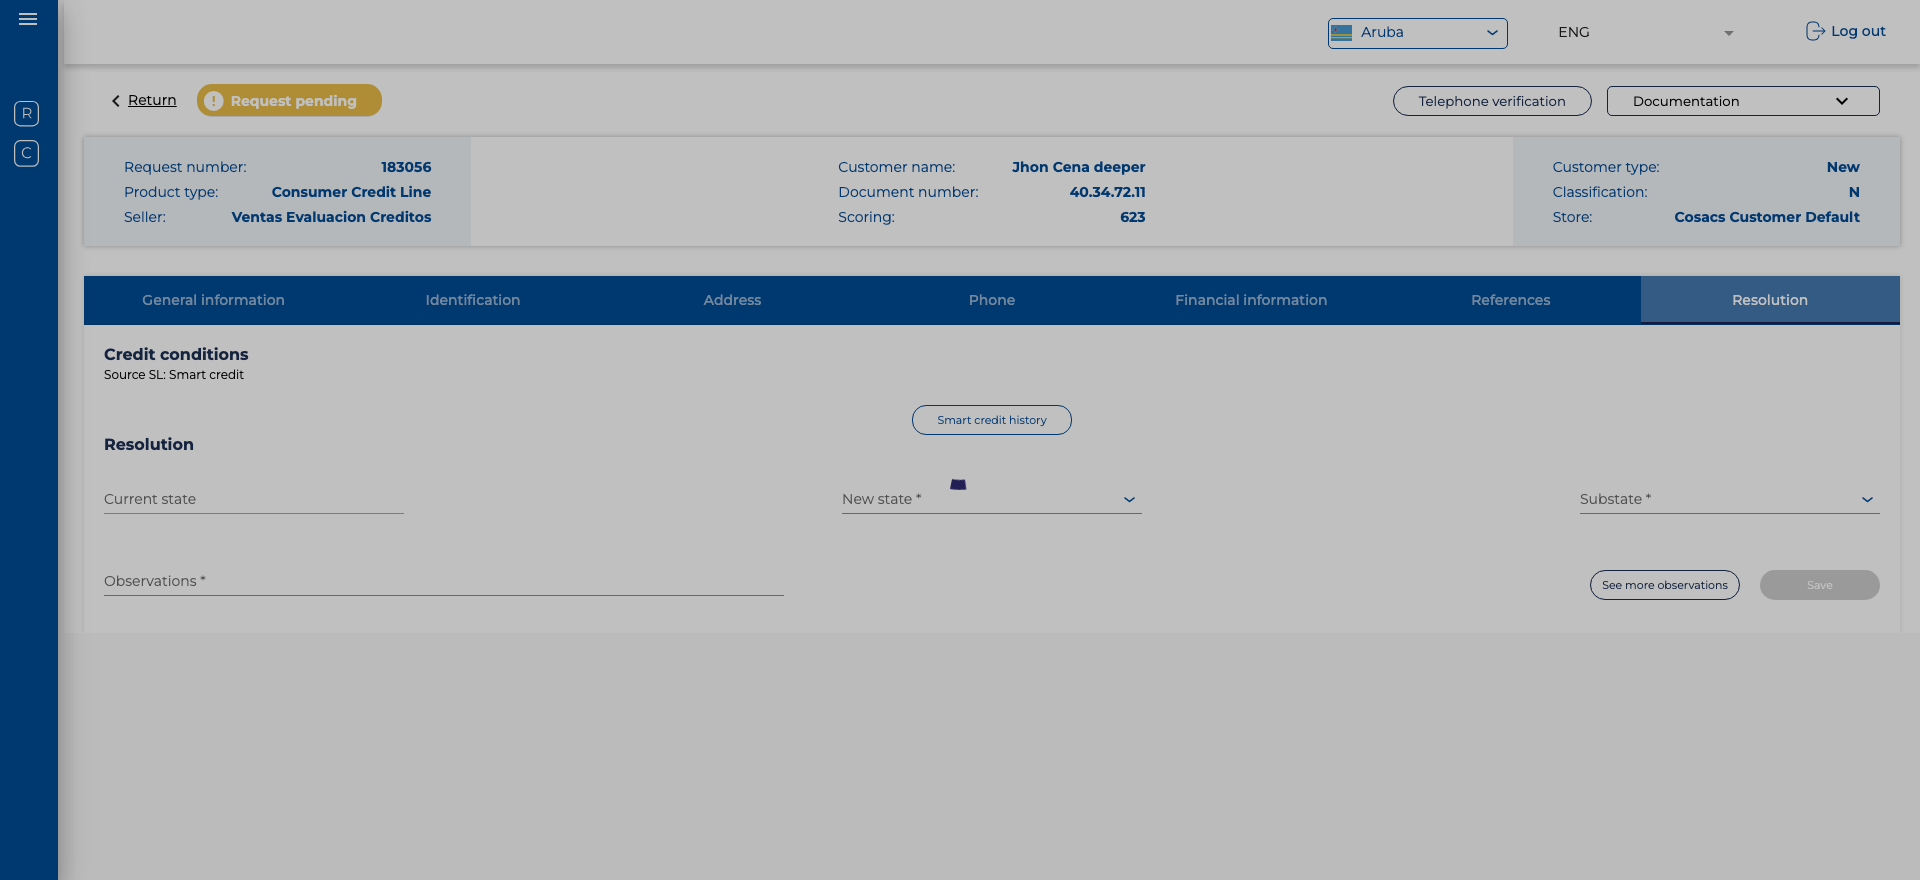 Aruba
ENG
Log out
R
C
Return
! Request pending
Telephone verification
Documentation
Request number: 183056
Product type: Consumer Credit Line
Seller: Ventas Evaluacion Creditos
Customer name: Jhon Cena deeper
Document number: 40.34.72.11
Scoring: 623
Customer type: New
Classification: N
Store: Cosacs Customer Default
General information
Identification
Address
Phone
Financial information
References
Resolution
Credit conditions
Source SL: Smart credit
Smart credit history
Resolution
Current state
New state *
Substate *
Observations *
See more observations
Save